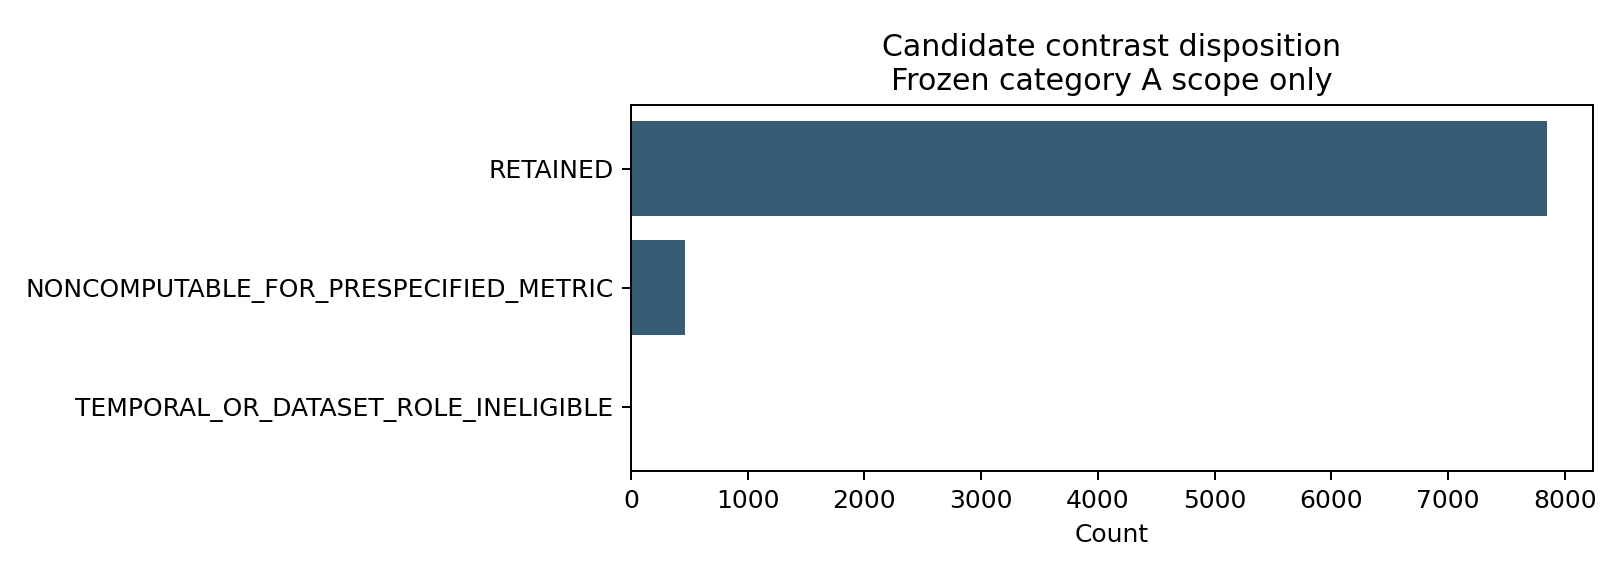 Candidate contrast disposition
Frozen category A scope only
RETAINED
NONCOMPUTABLE_FOR_PRESPECIFIED_METRIC
TEMPORAL_OR_DATASET_ROLE_INELIGIBLE
0 1000 2000 3000 4000 5000 6000 7000 8000
Count